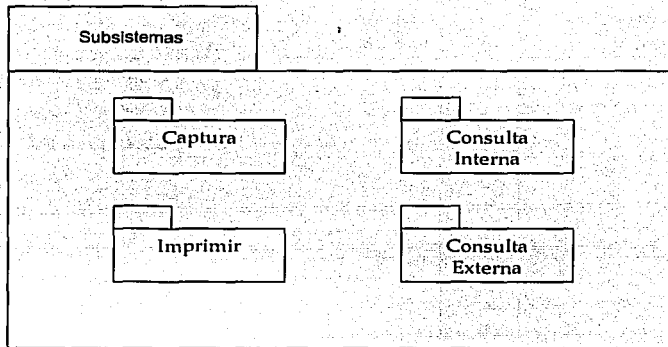 Subsistemas
Captura
Consulta
Interna
Imprimir
Consulta
Externa